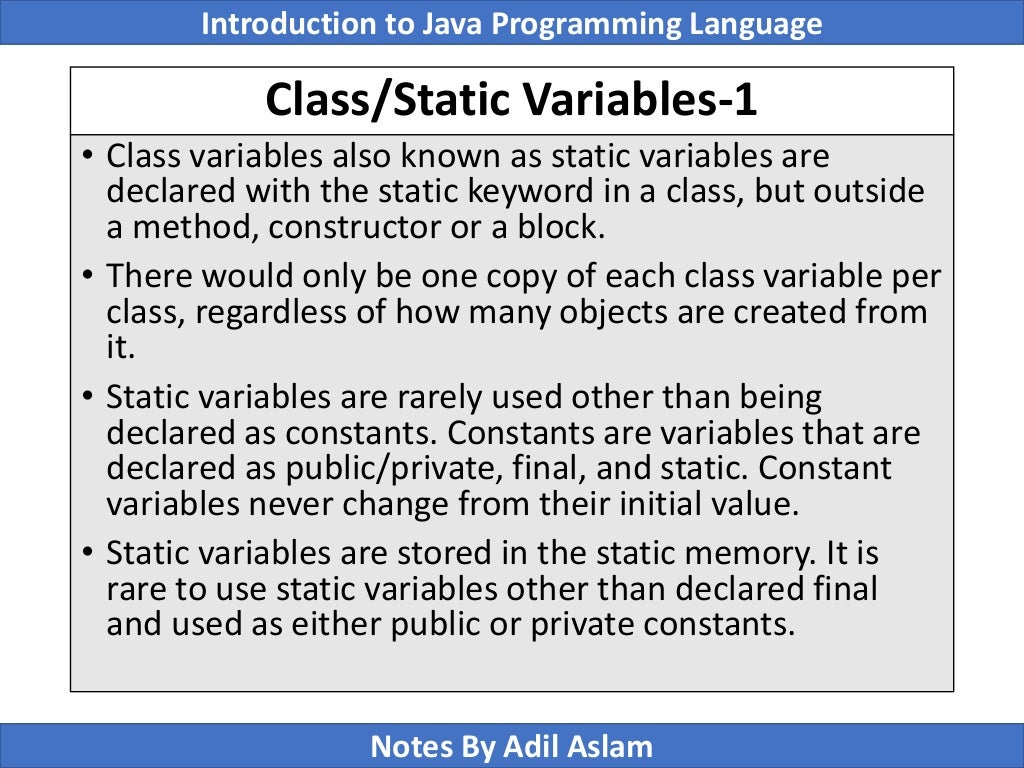 Introduction to Java Programming Language
Class/Static Variables-1
• Class variables also known as static variables are
declared with the static keyword in a class, but outside
a method, constructor or a block.
• There would only be one copy of each class variable per
class, regardless of how many objects are created from
it.
• Static variables are rarely used other than being
declared as constants. Constants are variables that are
declared as public/private, final, and static. Constant
variables never change from their initial value.
• Static variables are stored in the static memory. It is
rare to use static variables other than declared final
and used as either public or private constants.
Notes By Adil Aslam